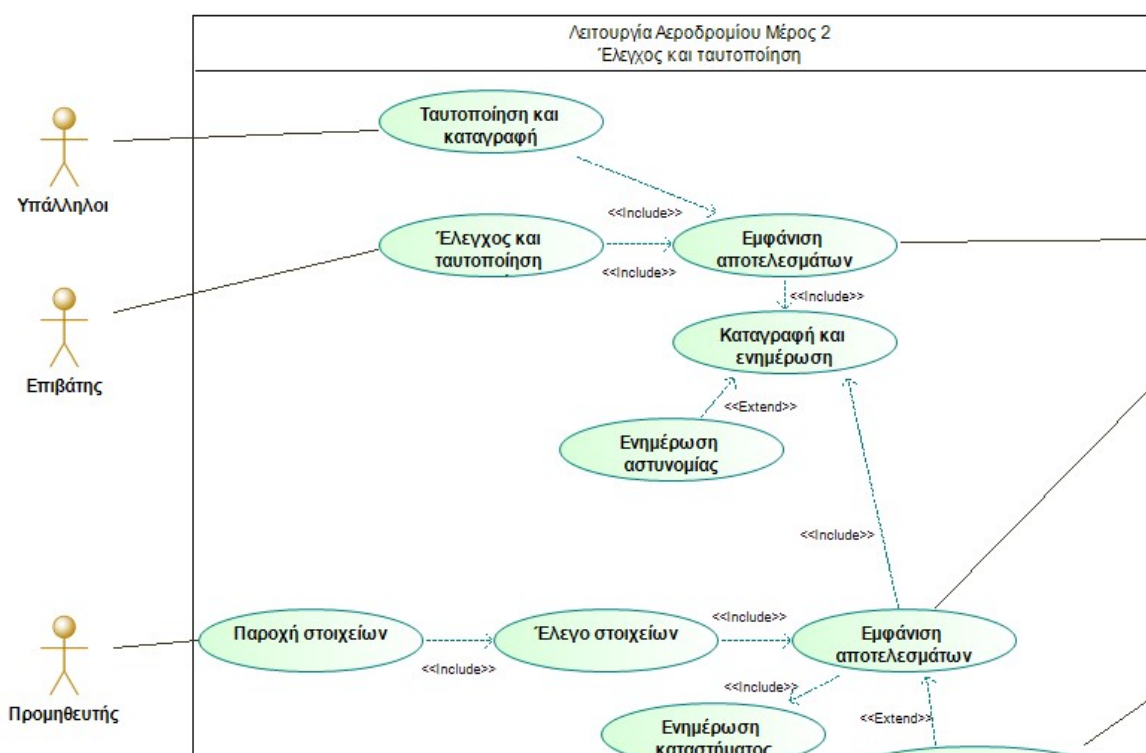 Λειτουργία Αεροδρομίου Μέρος 2
Έλεγχος και ταυτοποίηση
Ταυτοποίηση και
καταγραφή
Υπάλληλοι
<<Include>>
Έλεγχος και
ταυτοποίηση
<<Include>>
Εμφάνιση
αποτελεσμάτων
<<Include>>
Καταγραφή και
ενημέρωση
Επιβάτης
<<Extend>>
Ενημέρωση
αστυνομίας
<<Include>>
Παροχή στοιχείων
<<Include>>
Έλεγο στοιχείων
<<Include>>
Εμφάνιση
αποτελεσμάτων
Προμηθευτής
<<Include>>
<<Extend>>
Ενημέρωση
καταστήματος